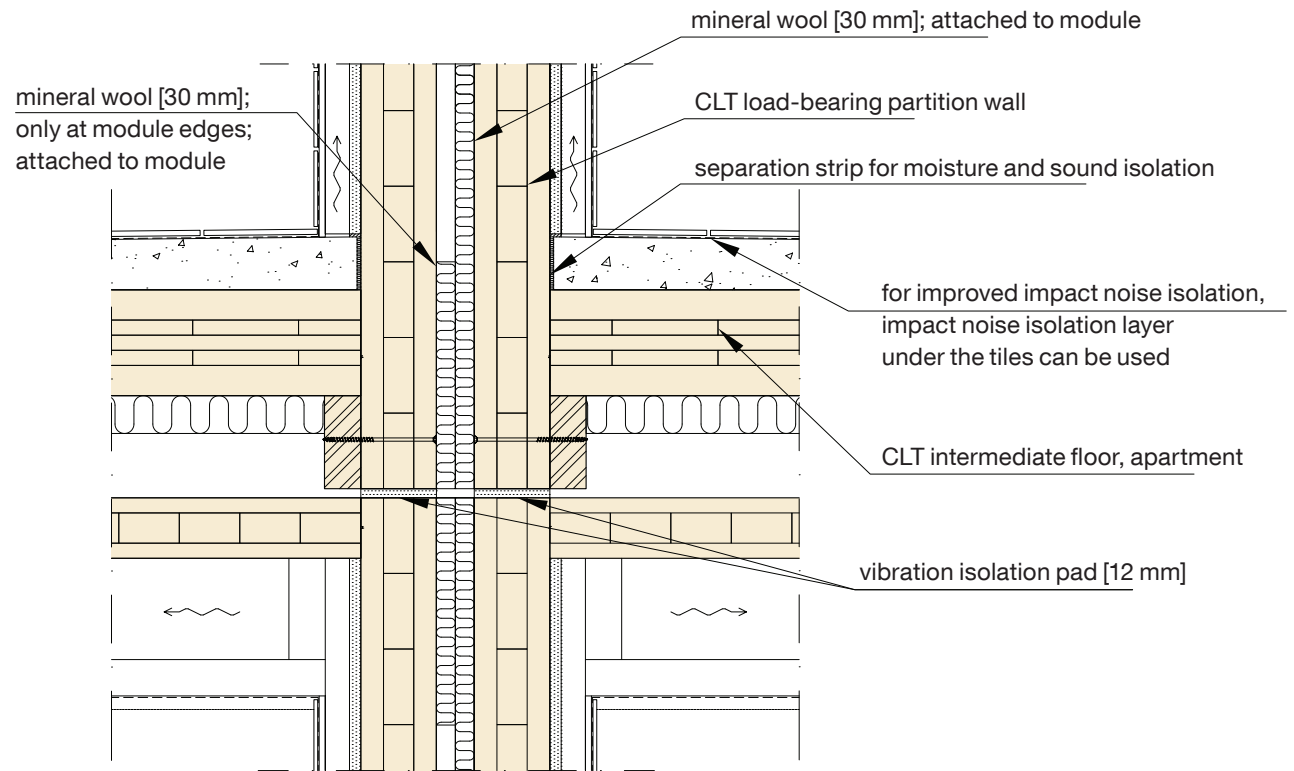 mineral wool [30 mm]; attached to module
mineral wool [30 mm];
only at module edges;
attached to module
CLT load-bearing partition wall
separation strip for moisture and sound isolation
for improved impact noise isolation,
impact noise isolation layer
under the tiles can be used
CLT intermediate floor, apartment
vibration isolation pad [12 mm]